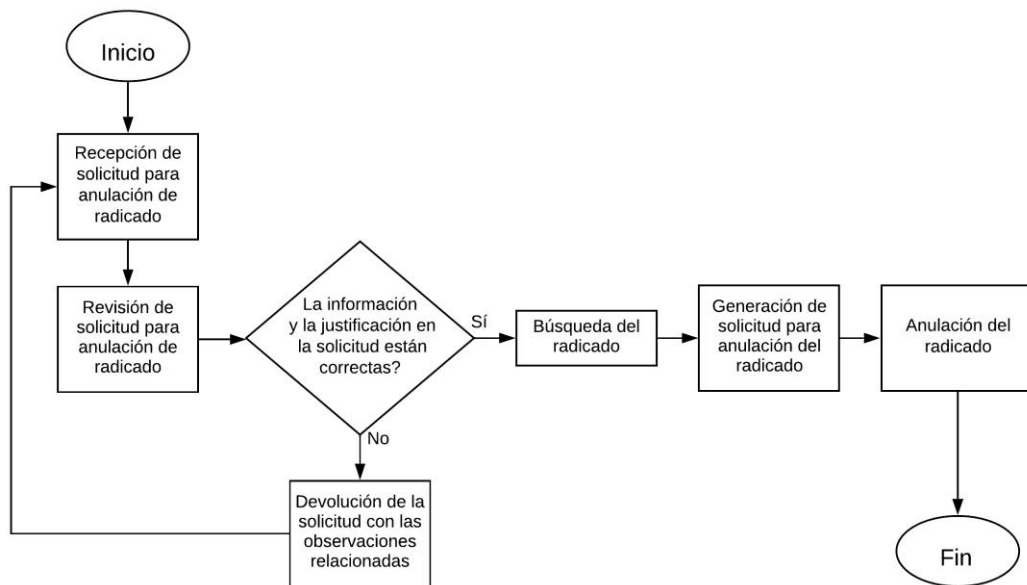 Inicio
Recepción de
solicitud para
anulación de
radicado
Revisión de
solicitud para
anulación de
radicado
La información
y la justificación en
la solicitud están
correctas?
Sí
Búsqueda del
radicado
Generación de
solicitud para
anulación del
radicado
Anulación del
radicado
No
Devolución de la
solicitud con las
observaciones
relacionadas
Fin